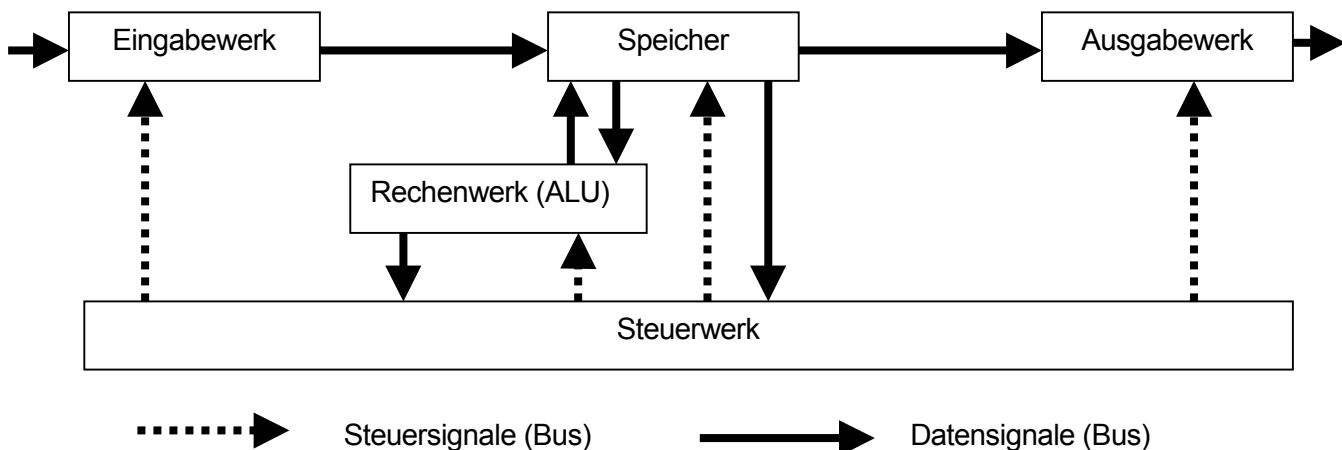 Eingabewerk
Speicher
Ausgabewerk
Rechenwerk (ALU)
Steuerwerk
Steuersignale (Bus)
Datensignale (Bus)